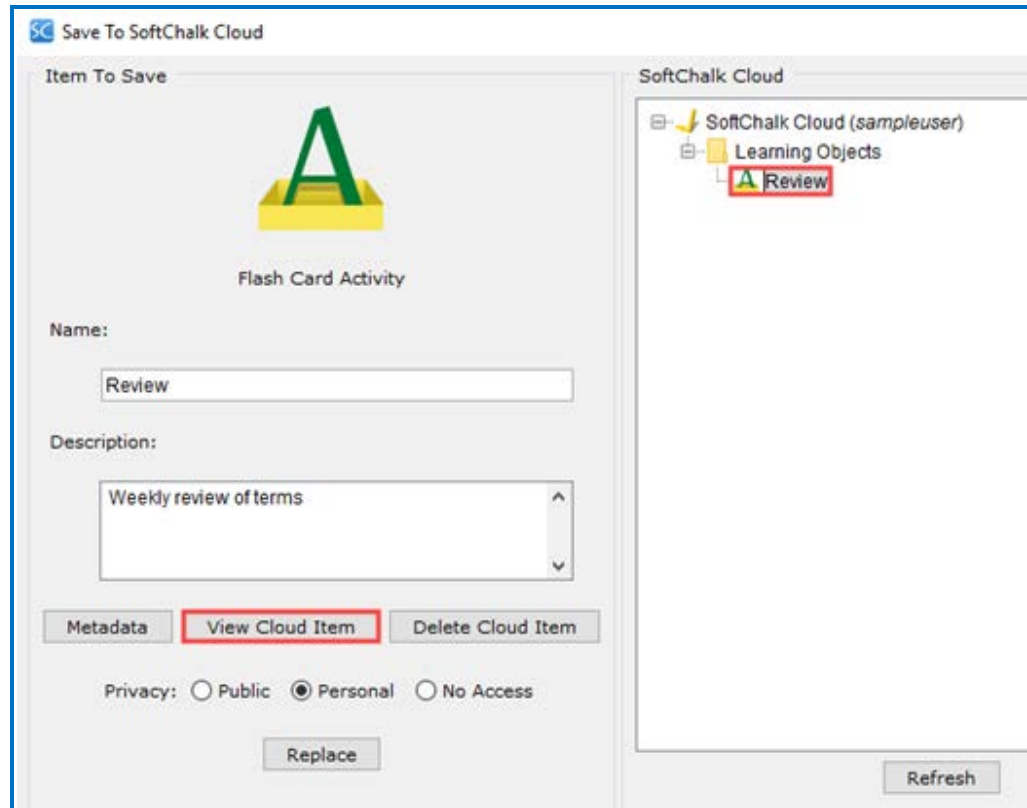 SC Save To SoftChalk Cloud
Item To Save
A
Flash Card Activity
Name:
Review
Description:
Weekly review of terms
Metadata View Cloud Item Delete Cloud Item
Privacy: Public Personal No Access
Replace
SoftChalk Cloud
SoftChalk Cloud (sampleuser)
Learning Objects
A Review
Refresh